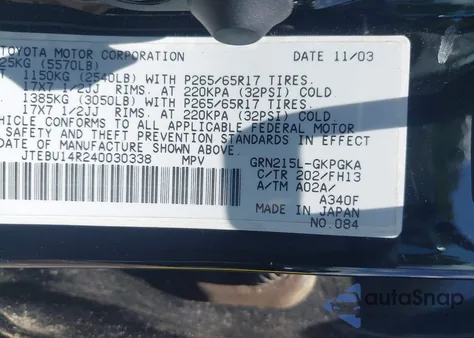 TOYOTA MOTOR CORPORATION DATE 11/03
25KG (5570LB)
1150KG (2540LB) WITH P265/65R17 TIRES.
17X7 1/2JJ RIMS. AT 220KPA (32PSI) COLD
1385KG (3050LB) WITH P265/65R17 TIRES.
17X7 1/2JJ RIMS. AT 220KPA (32PSI) COLD
VEHICLE CONFORMS TO ALL APPLICABLE FEDERAL MOTOR
SAFETY, BUMPER AND THEFT PREVENTION STANDARDS IN EFFECT
DATE OF MANUFACTURE SHOWN ABOVE.
JTEBU14R240030338 MPV GRN215L-GKPGKA
C/TR 202/FH13
A/TM A02A/
A340F
MADE IN JAPAN
NO.084
autoSnap